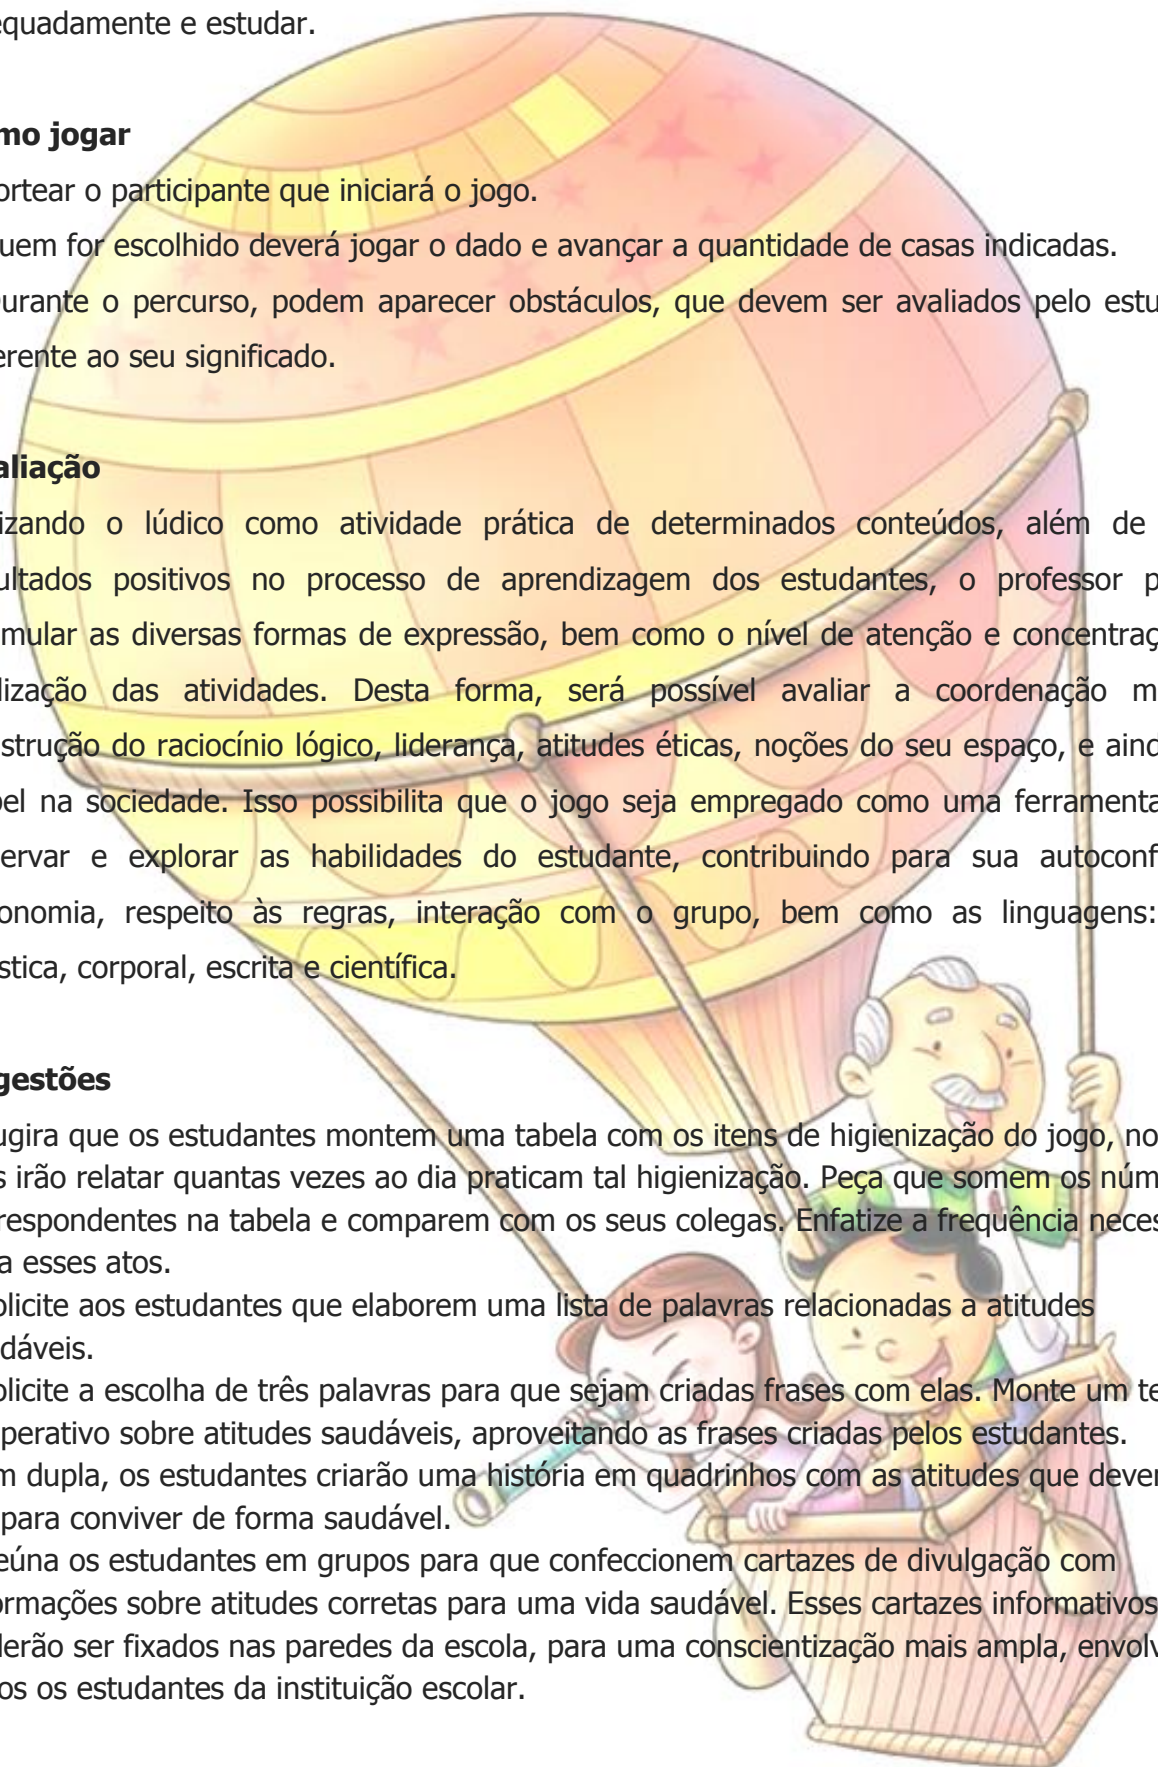 equadamente e estudar.
mo jogar
ortear o participante que iniciará o jogo.
uem for escolhido deverá jogar o dado e avançar a quantidade de casas indicadas.
urante o percurso, podem aparecer obstáculos, que devem ser avaliados pelo estu
erente ao seu significado.
aliação
izando o lúdico como atividade prática de determinados conteúdos, além de
ultados positivos no processo de aprendizagem dos estudantes, o professor p
mular as diversas formas de expressão, bem como o nível de atenção e concentraç
lização das atividades. Desta forma, será possível avaliar a coordenação m
strução do raciocínio lógico, liderança, atitudes éticas, noções do seu espaço, e aind
pel na sociedade. Isso possibilita que o jogo seja empregado como uma ferramenta
ervar e explorar as habilidades do estudante, contribuindo para sua autoconf
onomia, respeito às regras, interação com o grupo, bem como as linguagens:
stica, corporal, escrita e científica.
gestões
ugira que os estudantes montem uma tabela com os itens de higienização do jogo, no
s irão relatar quantas vezes ao dia praticam tal higienização. Peça que somem os núm
respondentes na tabela e comparem com os seus colegas. Enfatize a frequência neces
a esses atos.
olicite aos estudantes que elaborem uma lista de palavras relacionadas a atitudes
dáveis.
olicite a escolha de três palavras para que sejam criadas frases com elas. Monte um te
perativo sobre atitudes saudáveis, aproveitando as frases criadas pelos estudantes.
m dupla, os estudantes criarão uma história em quadrinhos com as atitudes que dever
para conviver de forma saudável.
eúna os estudantes em grupos para que confeccionem cartazes de divulgação com
ormações sobre atitudes corretas para uma vida saudável. Esses cartazes informativos
derão ser fixados nas paredes da escola, para uma conscientização mais ampla, envolv
os os estudantes da instituição escolar.